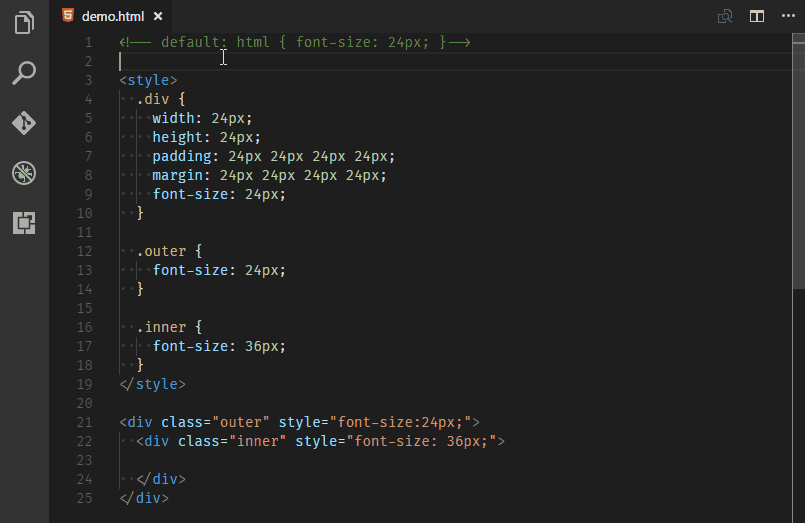 demo.html ×
1 <!-- default: html { font-size: 24px; }-->
2
3 <style>
4 .div {
5 width: 24px;
6 height: 24px;
7 padding: 24px 24px 24px 24px;
8 margin: 24px 24px 24px 24px;
9 font-size: 24px;
10 }
11
12 .outer {
13 font-size: 24px;
14 }
15
16 .inner {
17 font-size: 36px;
18 }
19 </style>
20
21 <div class="outer" style="font-size:24px;">
22 <div class="inner" style="font-size: 36px;">
23
24 </div>
25 </div>